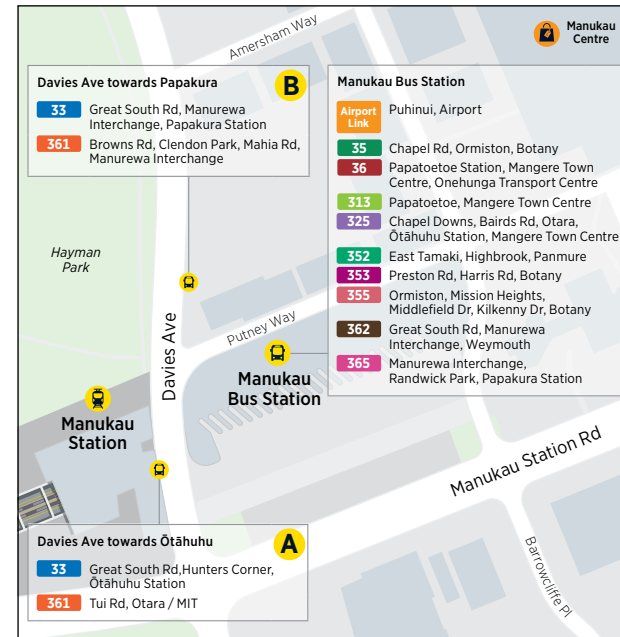 Manukau
Centre
Amersham Way
Davies Ave towards Papakura
B
33 Great South Rd, Manurewa
Interchange, Papakura Station
361 Browns Rd, Clendon Park, Mahia Rd,
Manurewa Interchange
Manukau Bus Station
Airport
Link
Puhinui, Airport
35 Chapel Rd, Ormiston, Botany
36 Papatoetoe Station, Mangere Town
Centre, Onehunga Transport Centre
313 Papatoetoe, Mangere Town Centre
325 Chapel Downs, Bairds Rd, Otara,
Ōtāhuhu Station, Mangere Town Centre
352 East Tamaki, Highbrook, Panmure
353 Preston Rd, Harris Rd, Botany
355 Ormiston, Mission Heights,
Middlefield Dr, Kilkenny Dr, Botany
362 Great South Rd, Manurewa
Interchange, Weymouth
365 Manurewa Interchange,
Randwick Park, Papakura Station
Hayman
Park
Davies Ave
Putney Way
Manukau
Bus Station
Manukau
Station
Manukau Station Rd
Barrowcliffe Pl
Davies Ave towards Ōtāhuhu
A
33 Great South Rd,Hunters Corner,
Ōtāhuhu Station
361 Tui Rd, Otara / MIT